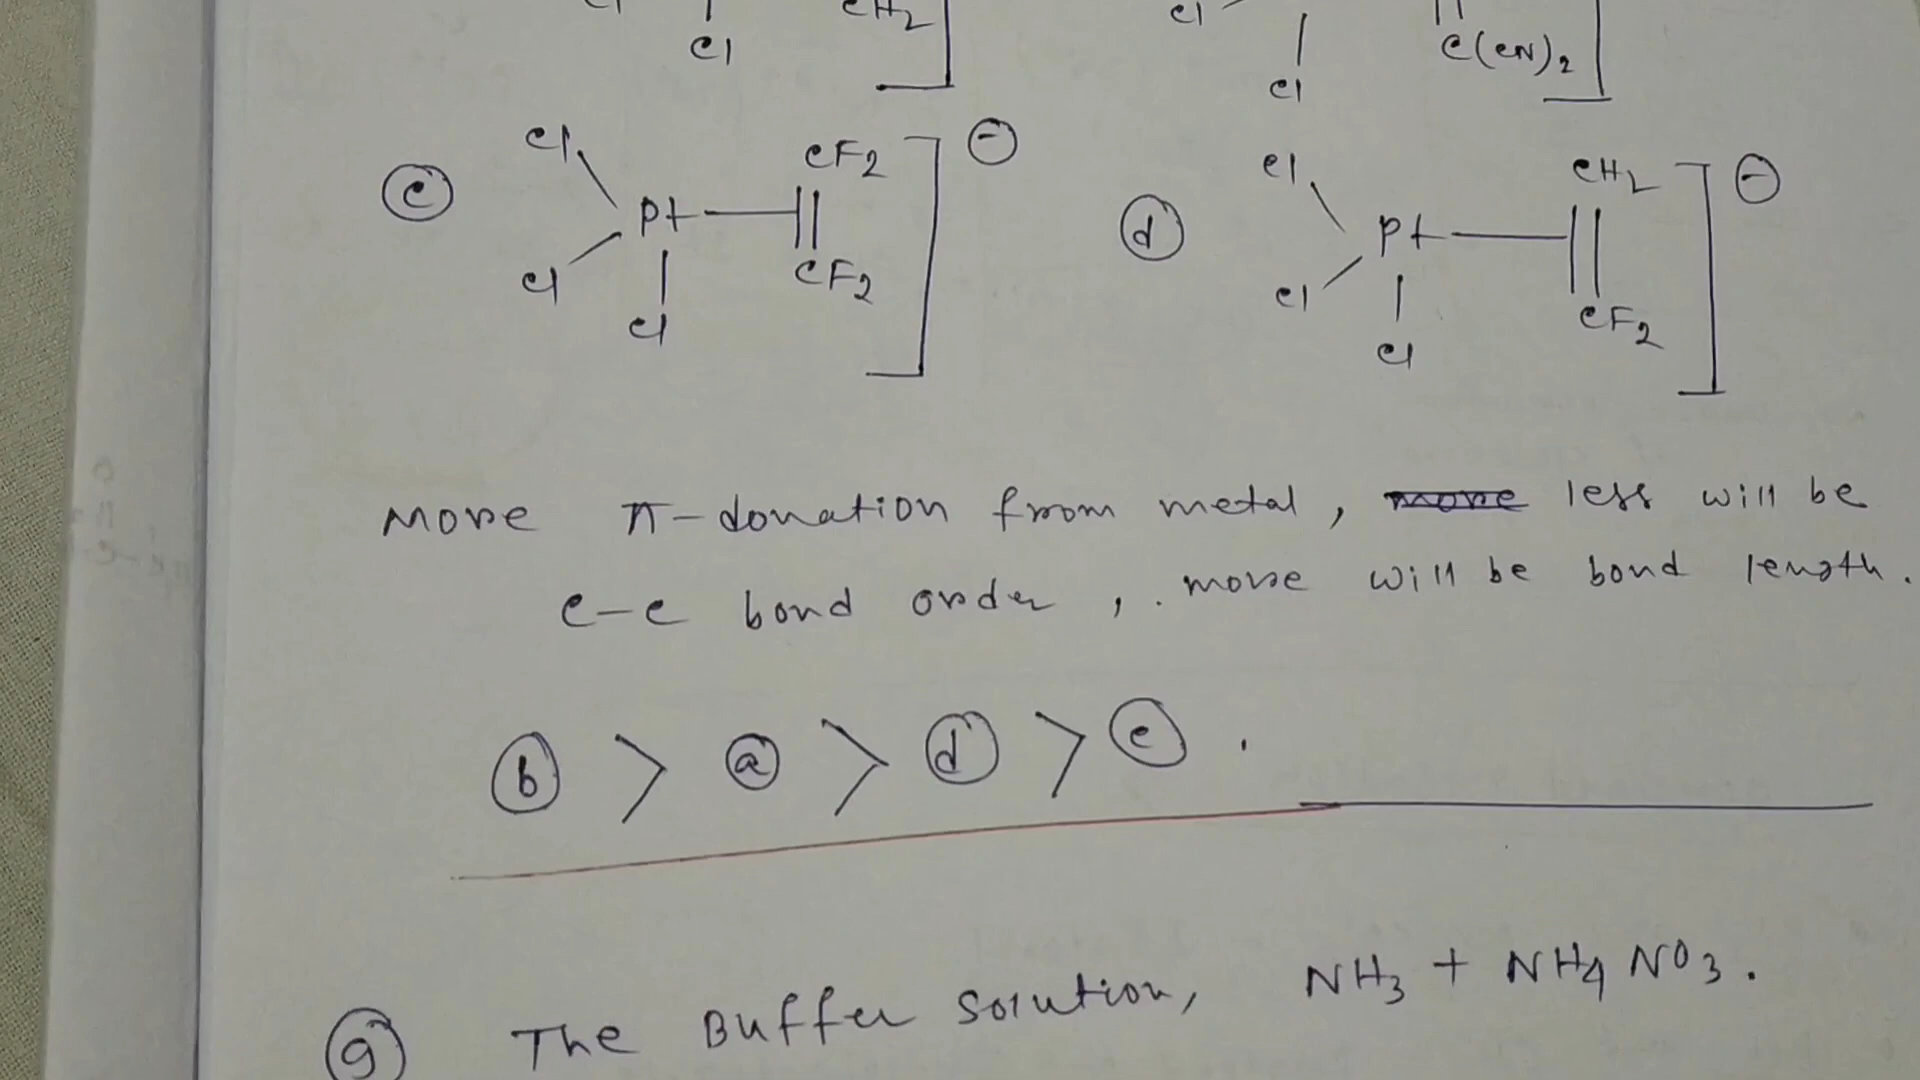 Cl CH2 Cl
Cl C(CN)2 Cl
(c) Cl Pt CF2 ⊖
Cl CF2
Cl
(d) Cl Pt CH2 ⊖
Cl CF2
Cl
More π-donation from metal, less will be
C-C bond order, more will be bond length.
(b) > (a) > (d) > (c).
(9) The Buffer solution, NH3 + NH4NO3.